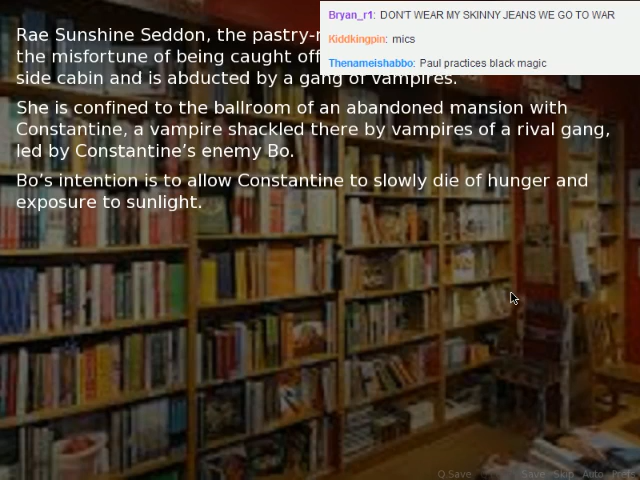 Bryan_r1: DON'T WEAR MY SKINNY JEANS WE GO TO WAR
Kiddkingpin: mics
Thenameishabbo: Paul practices black magic
Rae Sunshine Seddon, the pastry-
the misfortune of being caught off
side cabin and is abducted by a gang of vampires.
She is confined to the ballroom of an abandoned mansion with
Constantine, a vampire shackled there by vampires of a rival gang,
led by Constantine’s enemy Bo.
Bo’s intention is to allow Constantine to slowly die of hunger and
exposure to sunlight.
Q.Save Save Skip Auto Prefs